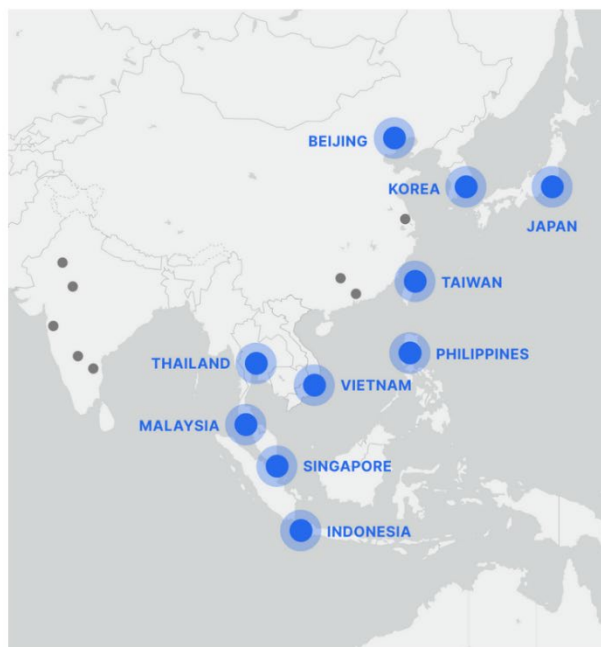 BEIJING
KOREA
JAPAN
TAIWAN
PHILIPPINES
THAILAND
VIETNAM
MALAYSIA
SINGAPORE
INDONESIA